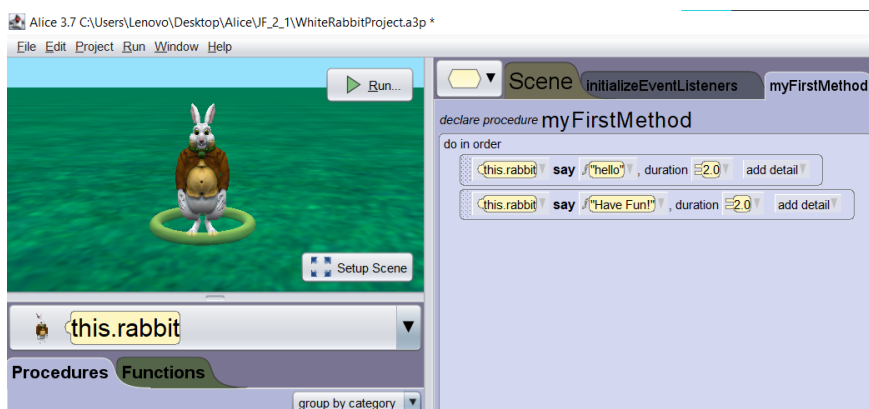 Alice 3.7 C:\Users\Lenovo\Desktop\Alice\JF_2_1\WhiteRabbitProject.a3p *
File Edit Project Run Window Help
Run...
Setup Scene
this.rabbit
Procedures Functions
group by category
Scene initializeEventListeners myFirstMethod
declare procedure myFirstMethod
do in order
this.rabbit say "hello" , duration 2.0 add detail
this.rabbit say "Have Fun!" , duration 2.0 add detail